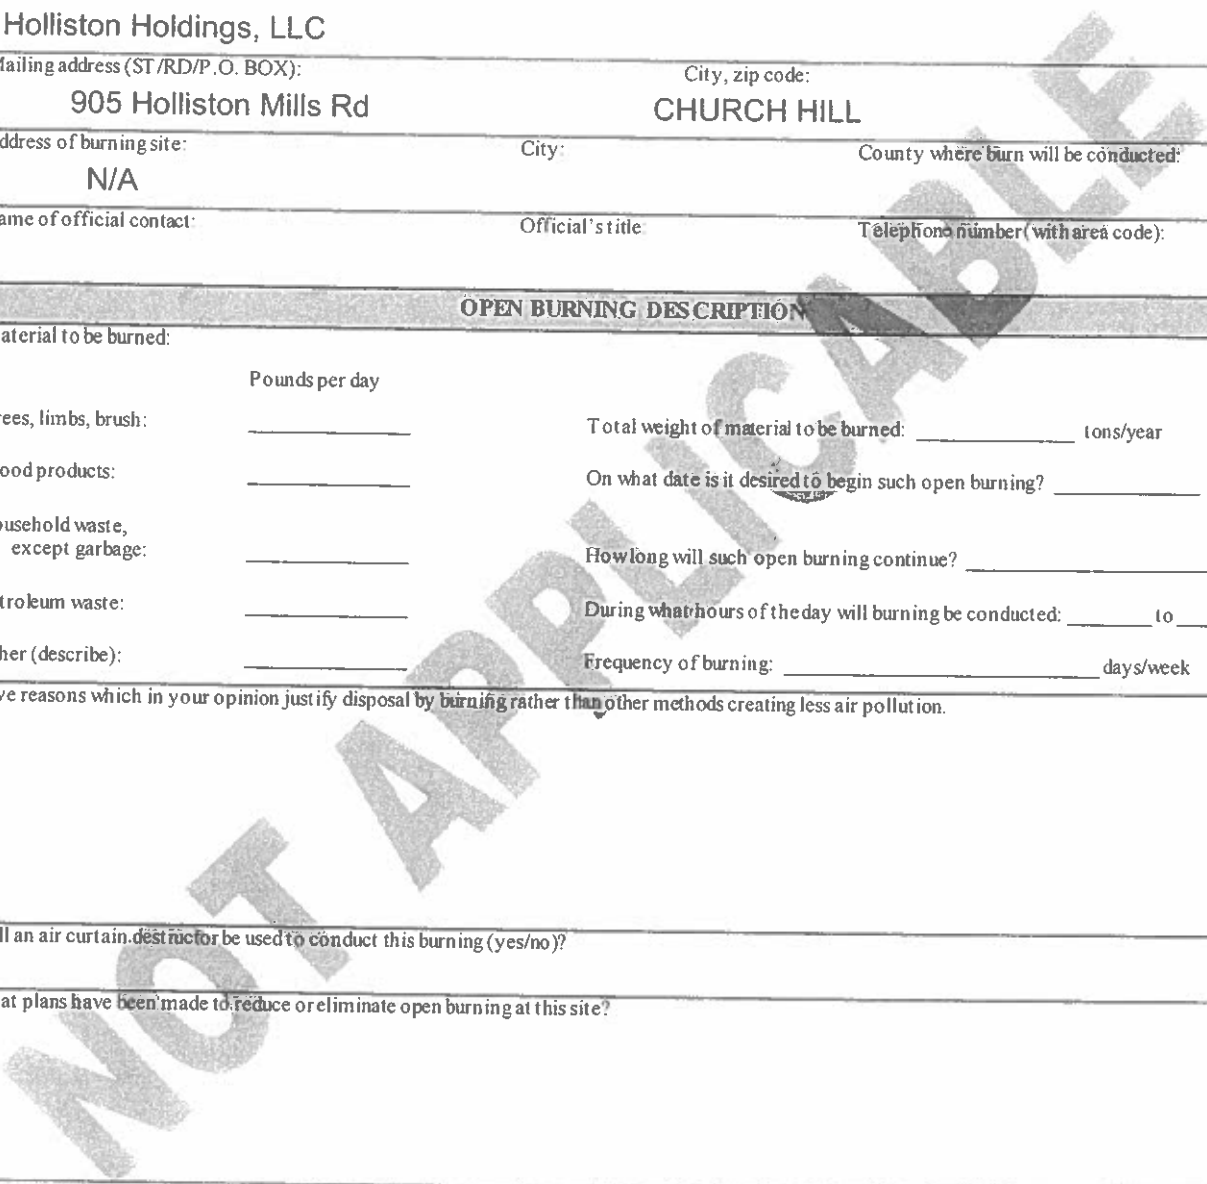 Holliston Holdings, LLC
Mailing address (ST/RD/P.O. BOX): City, zip code:
905 Holliston Mills Rd CHURCH HILL
ddress of burning site: City: County where burn will be conducted:
N/A
ame of official contact: Official's title: Telephone number (with area code):
OPEN BURNING DESCRIPTION
aterial to be burned:
Pounds per day
rees, limbs, brush: Total weight of material to be burned: tons/year
ood products: On what date is it desired to begin such open burning?
ousehold waste,
except garbage: How long will such open burning continue?
troleum waste: During what hours of the day will burning be conducted: to
her (describe): Frequency of burning: days/week
ve reasons which in your opinion justify disposal by burning rather than other methods creating less air pollution.
ll an air curtain destructor be used to conduct this burning (yes/no)?
at plans have been made to reduce or eliminate open burning at this site?
NOT APPLICABLE